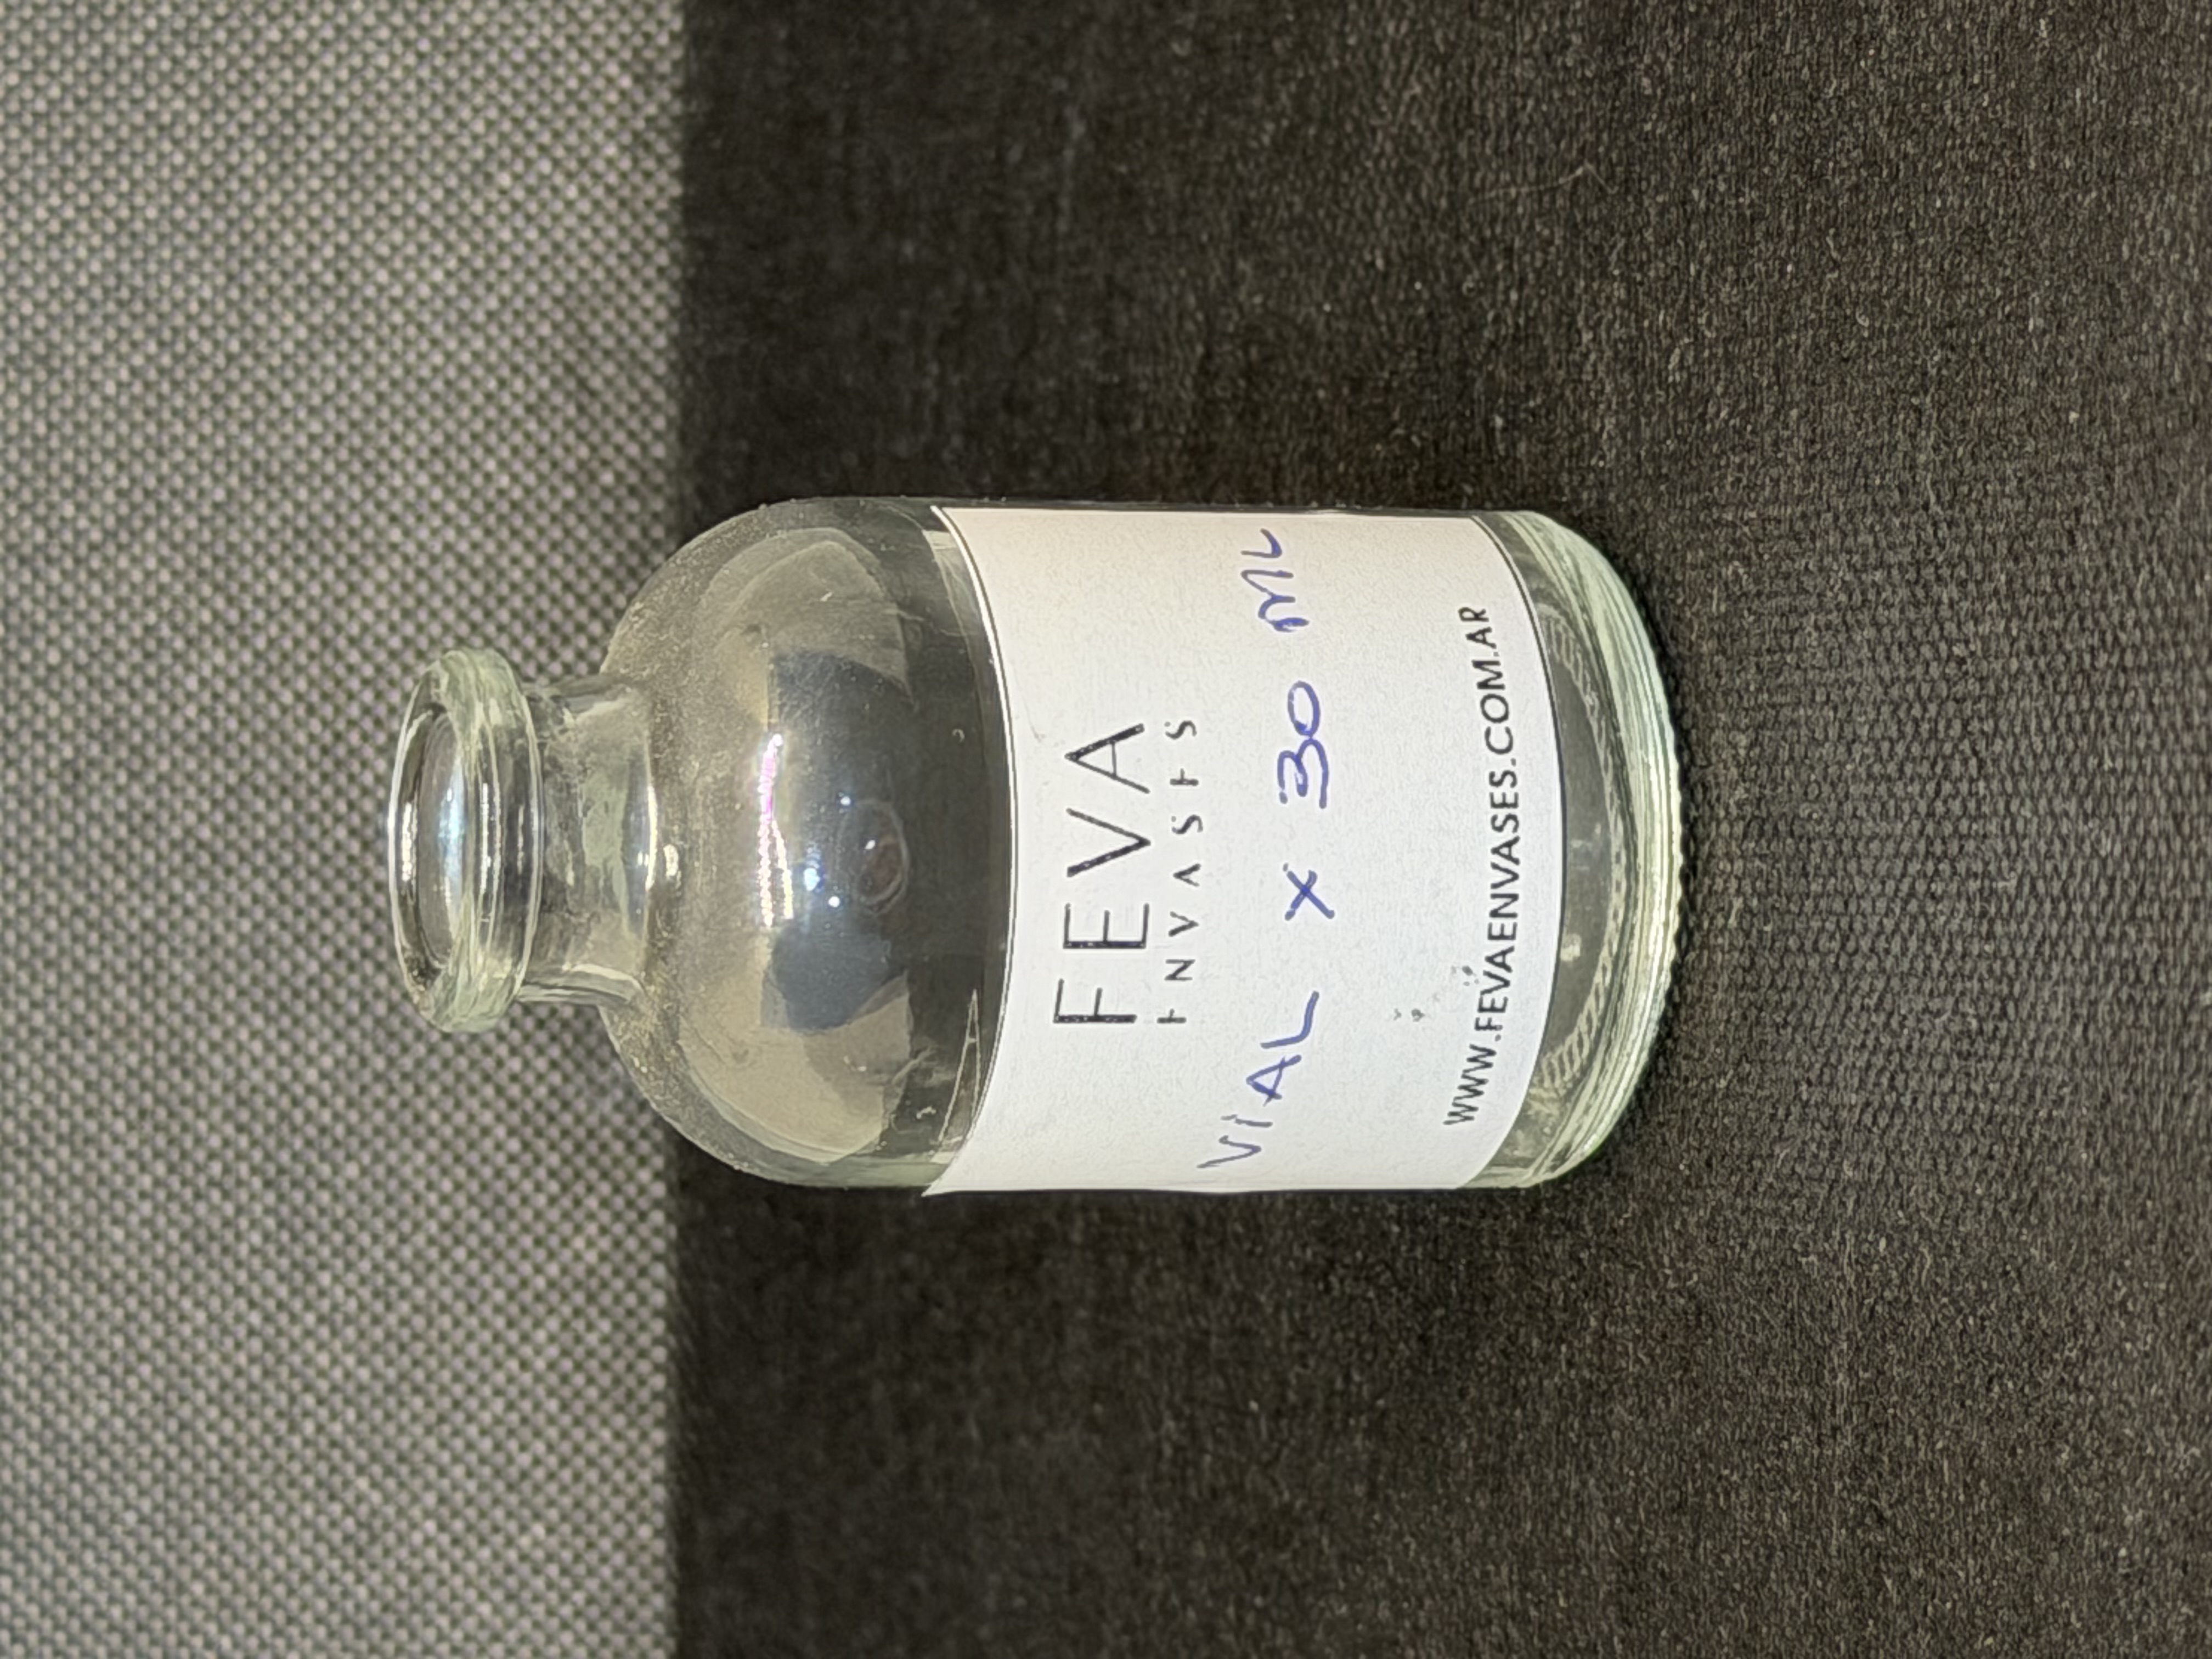 FEVA
ENVASES
VIAL X 30 ML
WWW.FEVAENVASES.COM.AR